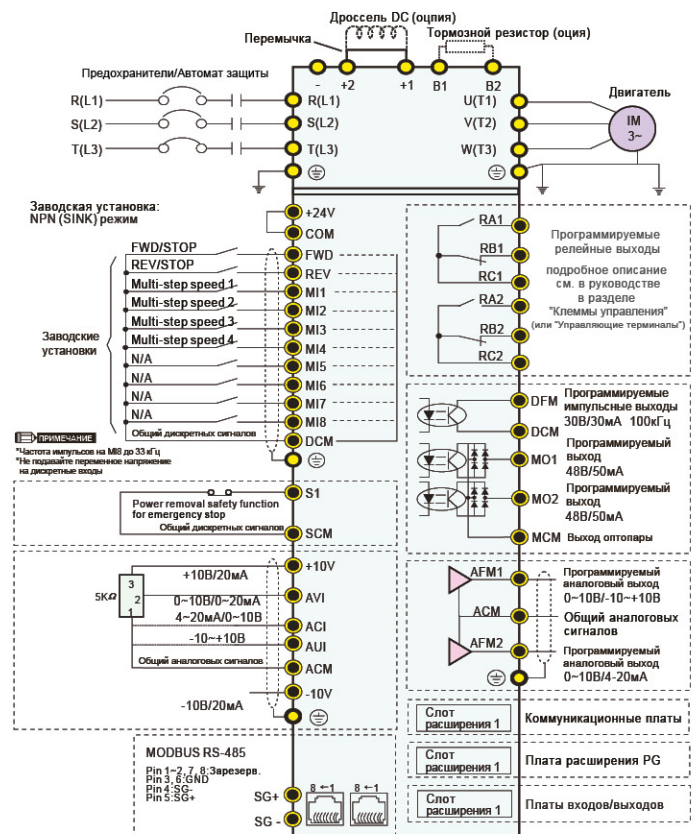 Дроссель DC (оцпия)
Перемычка
Тормозной резистор (оция)
- +2 +1 B1 B2
Предохранители/Автомат защиты
Двигатель
R(L1) R(L1) U(T1)
IM
3~
S(L2) S(L2) V(T2)
T(L3) T(L3) W(T3)
Заводская установка:
NPN (SINK) режим
+24V
COM
FWD/STOP FWD
REV/STOP REV
Multi-step speed 1 MI1
Multi-step speed 2 MI2
Multi-step speed 3 MI3
Multi-step speed 4 MI4
N/A MI5
N/A MI6
N/A MI7
N/A MI8
Общий дискретных сигналов DCM
Заводские
установки
ПРИМЕЧАНИЕ
*Частота импульсов на MI8 до 33 кГц
*Не подавайте переменное напряжение
на дискретные входы
RA1
RB1
RC1
RA2
RB2
RC2
Программируемые
релейные выходы
подробное описание
см. в руководстве
в разделе
"Клеммы управления"
(или "Управляющие терминалы")
S1
Power removal safety function
for emergency stop
Общий дискретных сигналов
SCM
DFM
Программируемые
импульсные выходы
30В/30мА 100кГц
DCM
MO1
Программируемый
выход
48В/50мА
MO2
Программируемый
выход
48В/50мА
MCM Выход оптопары
+10V
+10В/20мА
5KΩ
3
2
1
AVI
0~10В/0~20мА
4~20мА/0~10В
ACI
-10~+10В
AUI
Общий аналоговых сигналов
ACM
-10V
-10В/20мА
AFM1
Программируемый
аналоговый выход
0~10В/-10~+10В
ACM
Общий аналоговых
сигналов
AFM2
Программируемый
аналоговый выход
0~10В/4-20мА
MODBUS RS-485
Pin 1~2, 7, 8:Зарезерв.
Pin 3, 6:GND
Pin 4:SG-
Pin 5:SG+
SG+
SG -
8 ←1 8 ←1
Слот
расширения 1
Коммуникационные платы
Слот
расширения 1
Плата расширения PG
Слот
расширения 1
Платы входов/выходов